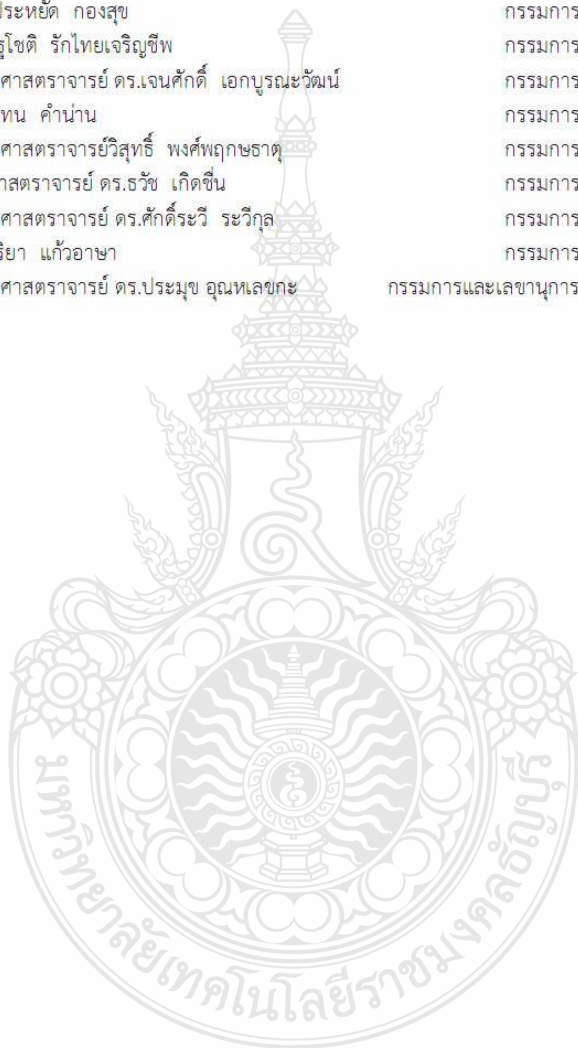 ประหยัด กองสุข กรรมการ
ฐโชติ รักไทยเจริญชีพ กรรมการ
ศาสตราจารย์ ดร.เจนศักดิ์ เอกบูรณะวัฒน์ กรรมการ
ทน คำน่าน กรรมการ
ศาสตราจารย์วิสุทธิ์ พงศ์พฤกษธาตุ กรรมการ
าสตราจารย์ ดร.ธวัช เกิดชื่น กรรมการ
ศาสตราจารย์ ดร.ศักดิ์ระวี ระวีกุล กรรมการ
ริยา แก้วอาษา กรรมการ
ศาสตราจารย์ ดร.ประมุข อุณหเลขกะ กรรมการและเลขานุการ
มหาวิทยาลัยเทคโนโลยีราชมงคลธัญบุรี